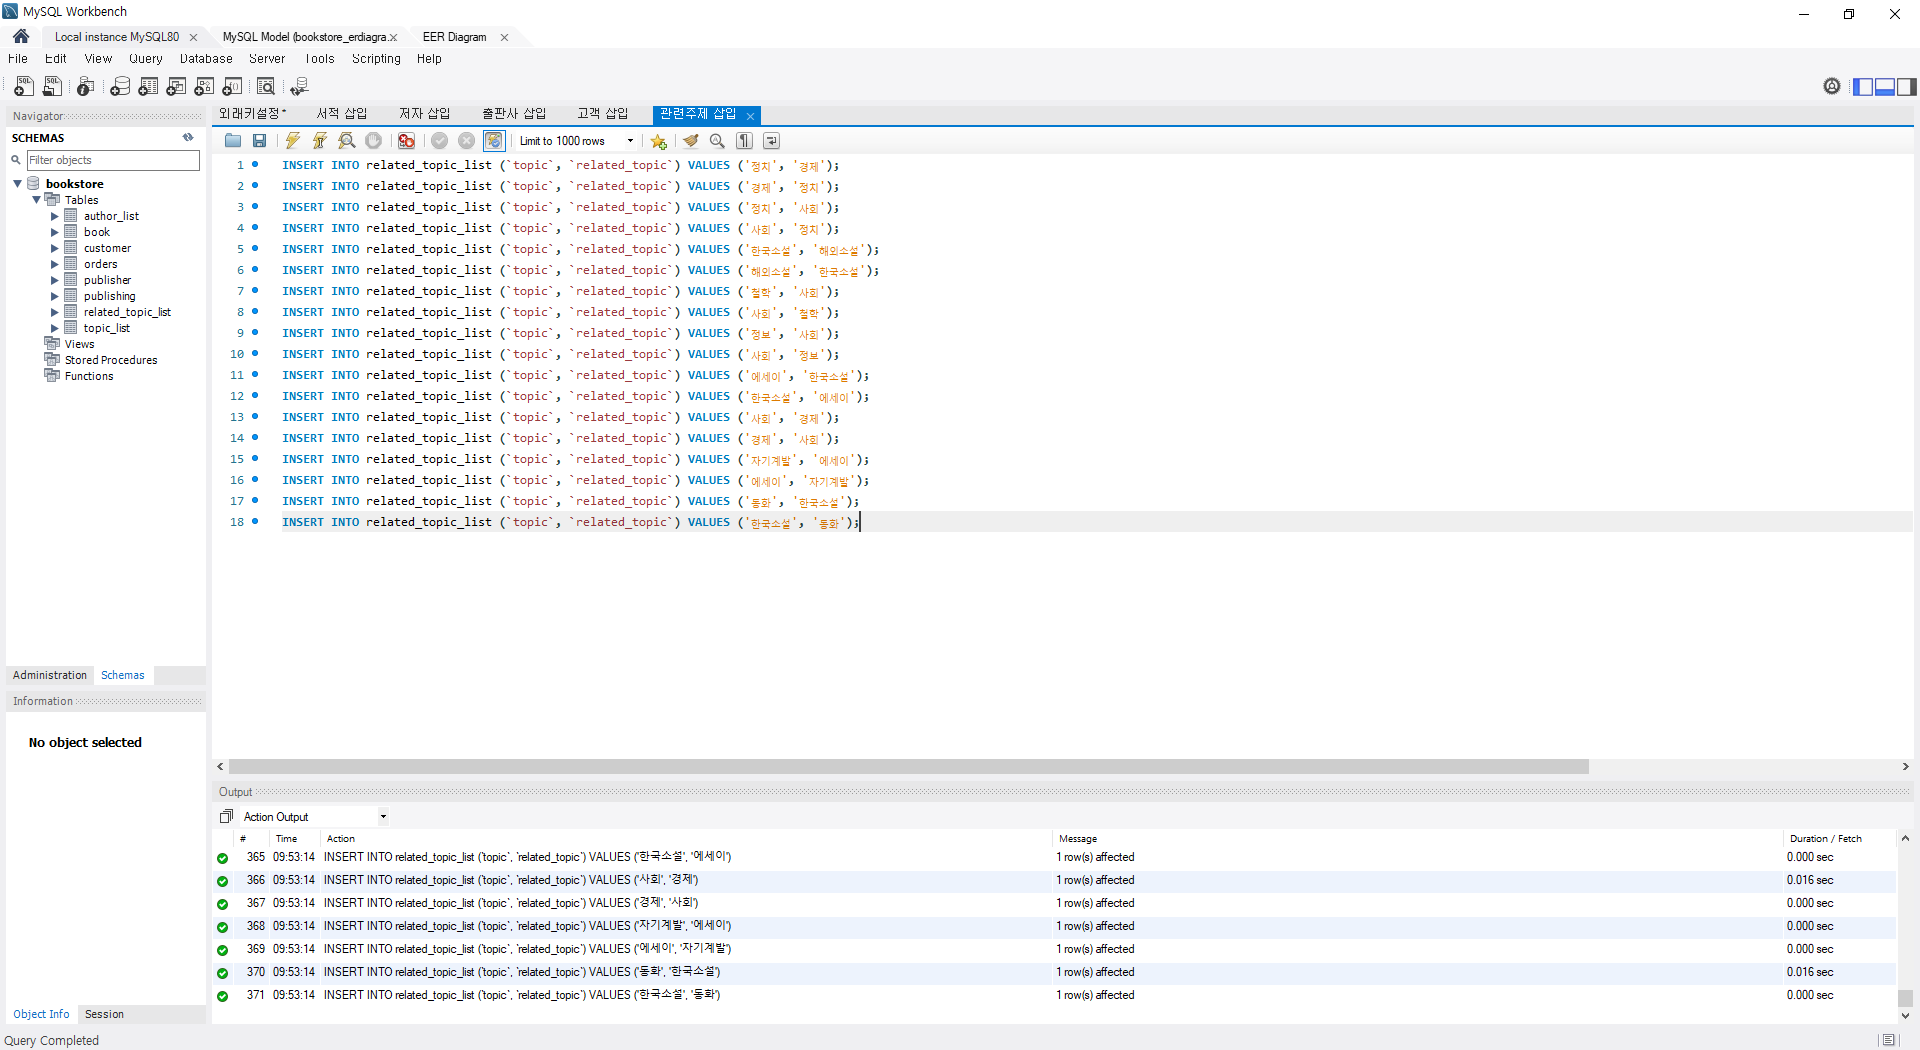 MySQL Workbench
Local instance MySQL80
MySQL Model (bookstore_erdiagra.
EER Diagram
File Edit View Query Database Server Tools Scripting Help
Navigator
SCHEMAS
Filter objects
bookstore
Tables
author_list
book
customer
orders
publisher
publishing
related_topic_list
topic_list
Views
Stored Procedures
Functions
Administration Schemas
Information
No object selected
Object Info Session
외래키설정* 서적 삽입 저자 삽입 출판사 삽입 고객 삽입 관련주제 삽입
Limit to 1000 rows
1 INSERT INTO related_topic_list (`topic`, `related_topic`) VALUES ('정치', '경제');
2 INSERT INTO related_topic_list (`topic`, `related_topic`) VALUES ('경제', '정치');
3 INSERT INTO related_topic_list (`topic`, `related_topic`) VALUES ('정치', '사회');
4 INSERT INTO related_topic_list (`topic`, `related_topic`) VALUES ('사회', '정치');
5 INSERT INTO related_topic_list (`topic`, `related_topic`) VALUES ('한국소설', '해외소설');
6 INSERT INTO related_topic_list (`topic`, `related_topic`) VALUES ('해외소설', '한국소설');
7 INSERT INTO related_topic_list (`topic`, `related_topic`) VALUES ('철학', '사회');
8 INSERT INTO related_topic_list (`topic`, `related_topic`) VALUES ('사회', '철학');
9 INSERT INTO related_topic_list (`topic`, `related_topic`) VALUES ('정보', '사회');
10 INSERT INTO related_topic_list (`topic`, `related_topic`) VALUES ('사회', '정보');
11 INSERT INTO related_topic_list (`topic`, `related_topic`) VALUES ('에세이', '한국소설');
12 INSERT INTO related_topic_list (`topic`, `related_topic`) VALUES ('한국소설', '에세이');
13 INSERT INTO related_topic_list (`topic`, `related_topic`) VALUES ('사회', '경제');
14 INSERT INTO related_topic_list (`topic`, `related_topic`) VALUES ('경제', '사회');
15 INSERT INTO related_topic_list (`topic`, `related_topic`) VALUES ('자기계발', '에세이');
16 INSERT INTO related_topic_list (`topic`, `related_topic`) VALUES ('에세이', '자기계발');
17 INSERT INTO related_topic_list (`topic`, `related_topic`) VALUES ('동화', '한국소설');
18 INSERT INTO related_topic_list (`topic`, `related_topic`) VALUES ('한국소설', '동화');
Output
Action Output
# Time Action Message Duration / Fetch
365 09:53:14 INSERT INTO related_topic_list (`topic`, `related_topic`) VALUES ('한국소설', '에세이') 1 row(s) affected 0.000 sec
366 09:53:14 INSERT INTO related_topic_list (`topic`, `related_topic`) VALUES ('사회', '경제') 1 row(s) affected 0.016 sec
367 09:53:14 INSERT INTO related_topic_list (`topic`, `related_topic`) VALUES ('경제', '사회') 1 row(s) affected 0.000 sec
368 09:53:14 INSERT INTO related_topic_list (`topic`, `related_topic`) VALUES ('자기계발', '에세이') 1 row(s) affected 0.000 sec
369 09:53:14 INSERT INTO related_topic_list (`topic`, `related_topic`) VALUES ('에세이', '자기계발') 1 row(s) affected 0.000 sec
370 09:53:14 INSERT INTO related_topic_list (`topic`, `related_topic`) VALUES ('동화', '한국소설') 1 row(s) affected 0.016 sec
371 09:53:14 INSERT INTO related_topic_list (`topic`, `related_topic`) VALUES ('한국소설', '동화') 1 row(s) affected 0.000 sec
Query Completed